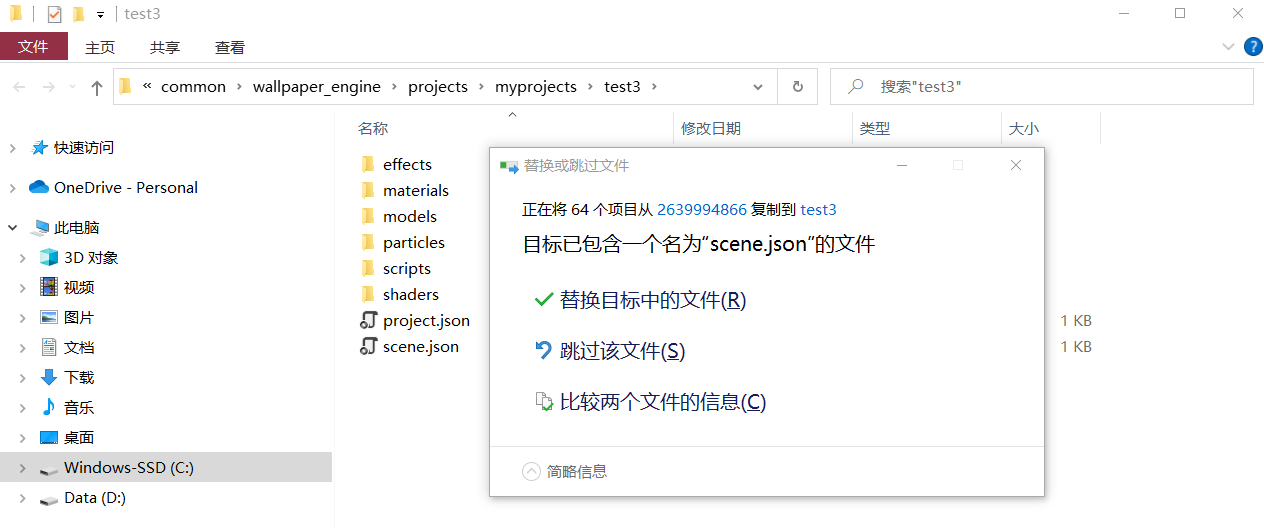 test3
文件 主页 共享 查看
« common › wallpaper_engine › projects › myprojects › test3 ›
搜索"test3"
名称 修改日期 类型 大小
快速访问
OneDrive - Personal
此电脑
3D 对象
视频
图片
文档
下载
音乐
桌面
Windows-SSD (C:)
Data (D:)
effects
materials
models
particles
scripts
shaders
project.json 1 KB
scene.json 1 KB
替换或跳过文件
正在将 64 个项目从 2639994866 复制到 test3
目标已包含一个名为“scene.json”的文件
替换目标中的文件(R)
跳过该文件(S)
比较两个文件的信息(C)
简略信息